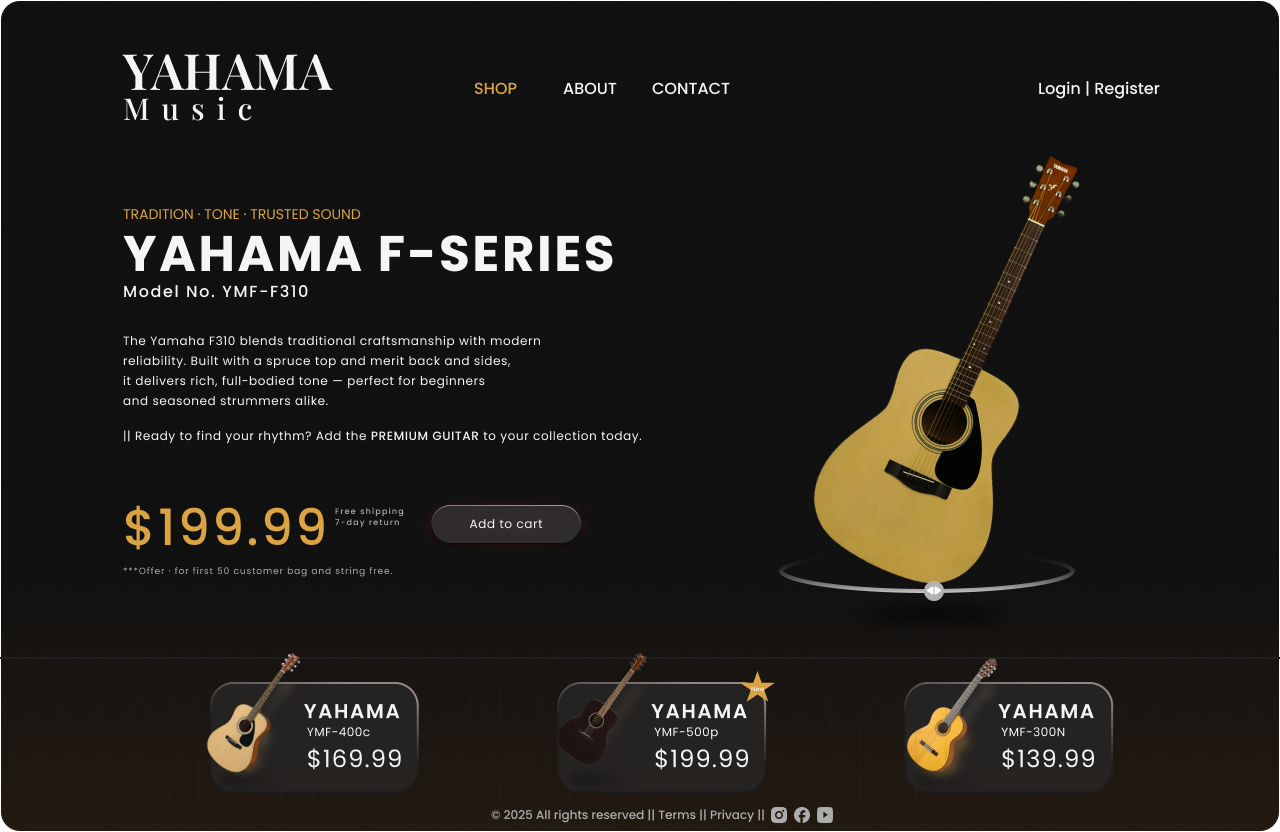 YAHAMA
Music
SHOP ABOUT CONTACT
Login | Register
TRADITION · TONE · TRUSTED SOUND
YAHAMA F-SERIES
Model No. YMF-F310
The Yamaha F310 blends traditional craftsmanship with modern
reliability. Built with a spruce top and merit back and sides,
it delivers rich, full-bodied tone — perfect for beginners
and seasoned strummers alike.
|| Ready to find your rhythm? Add the PREMIUM GUITAR to your collection today.
$199.99
Free shipping
7-day return
Add to cart
***Offer · for first 50 customer bag and string free.
YAHAMA
YMF-400c
$169.99
New
YAHAMA
YMF-500p
$199.99
YAHAMA
YMF-300N
$139.99
YAHAMA
© 2025 All rights reserved || Terms || Privacy ||